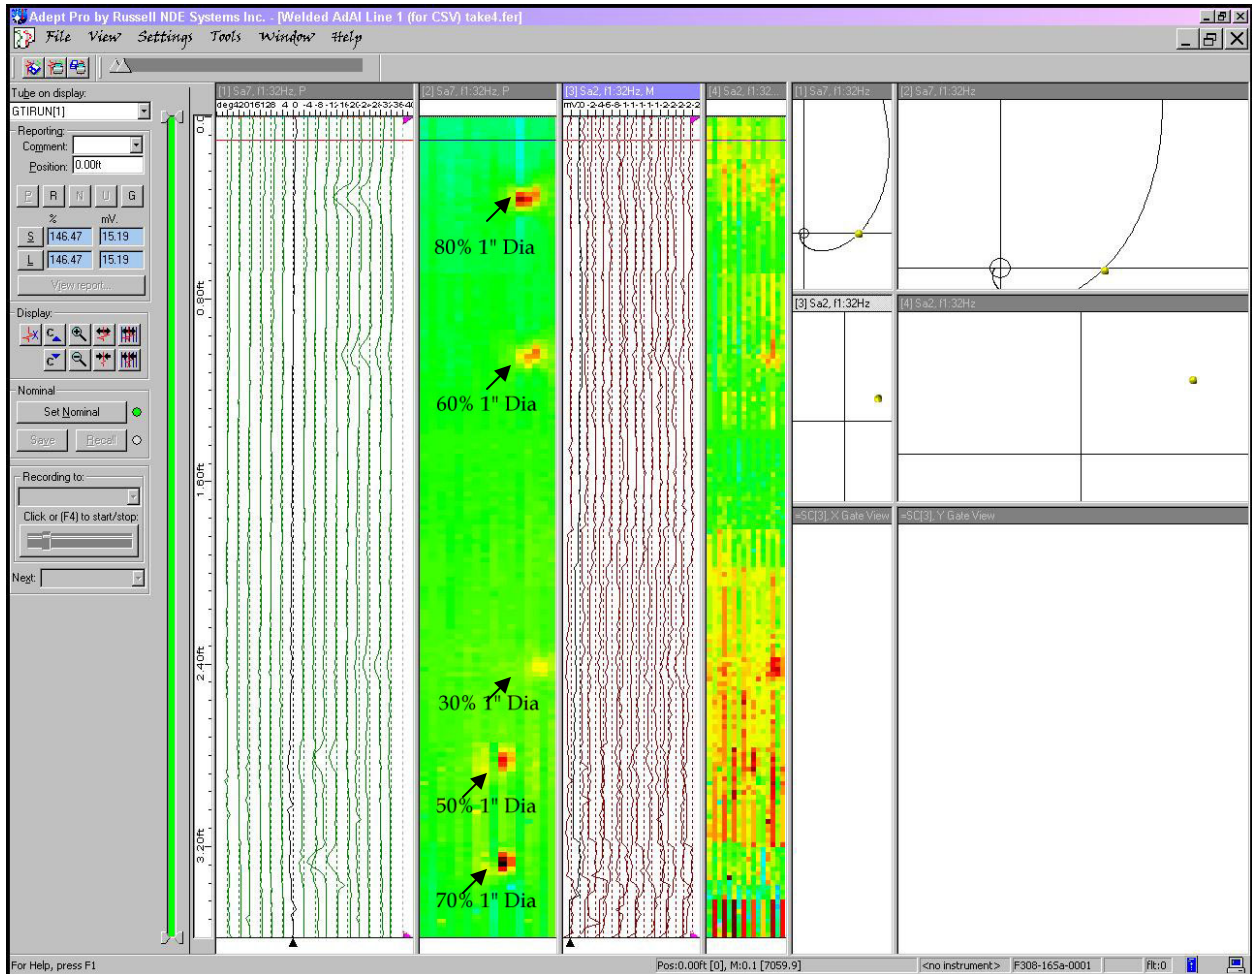 Adept Pro by Russell NDE Systems Inc. - [Welded AdAl Line 1 (for CSV) take4.fer]
File View Settings Tools Window Help
Tube on display:
GTIRUN[1]
Reporting:
Comment:
Position: 0.00ft
P R N U G
% mV.
S 146.47 15.19
L 146.47 15.19
View report...
Display:
Nominal
Set Nominal
Save Recall
Recording to:
Click or (F4) to start/stop:
Next:
[1] Sa7, f1:32Hz, P
[2] Sa7, f1:32Hz, P
[3] Sa2, f1:32Hz, M
[4] Sa2, f1:32...
0.0
0.80ft
1.60ft
2.40ft
3.20ft
80% 1" Dia
60% 1" Dia
30% 1" Dia
50% 1" Dia
70% 1" Dia
[1] Sa7, f1:32Hz
[2] Sa7, f1:32Hz
[3] Sa2, f1:32Hz
[4] Sa2, f1:32Hz
=SC[3], X Gate View
=SC[3], Y Gate View
For Help, press F1
Pos:0.00ft [0], M:0.1 [7059.9]
<no instrument>
F308-165a-0001
flt:0